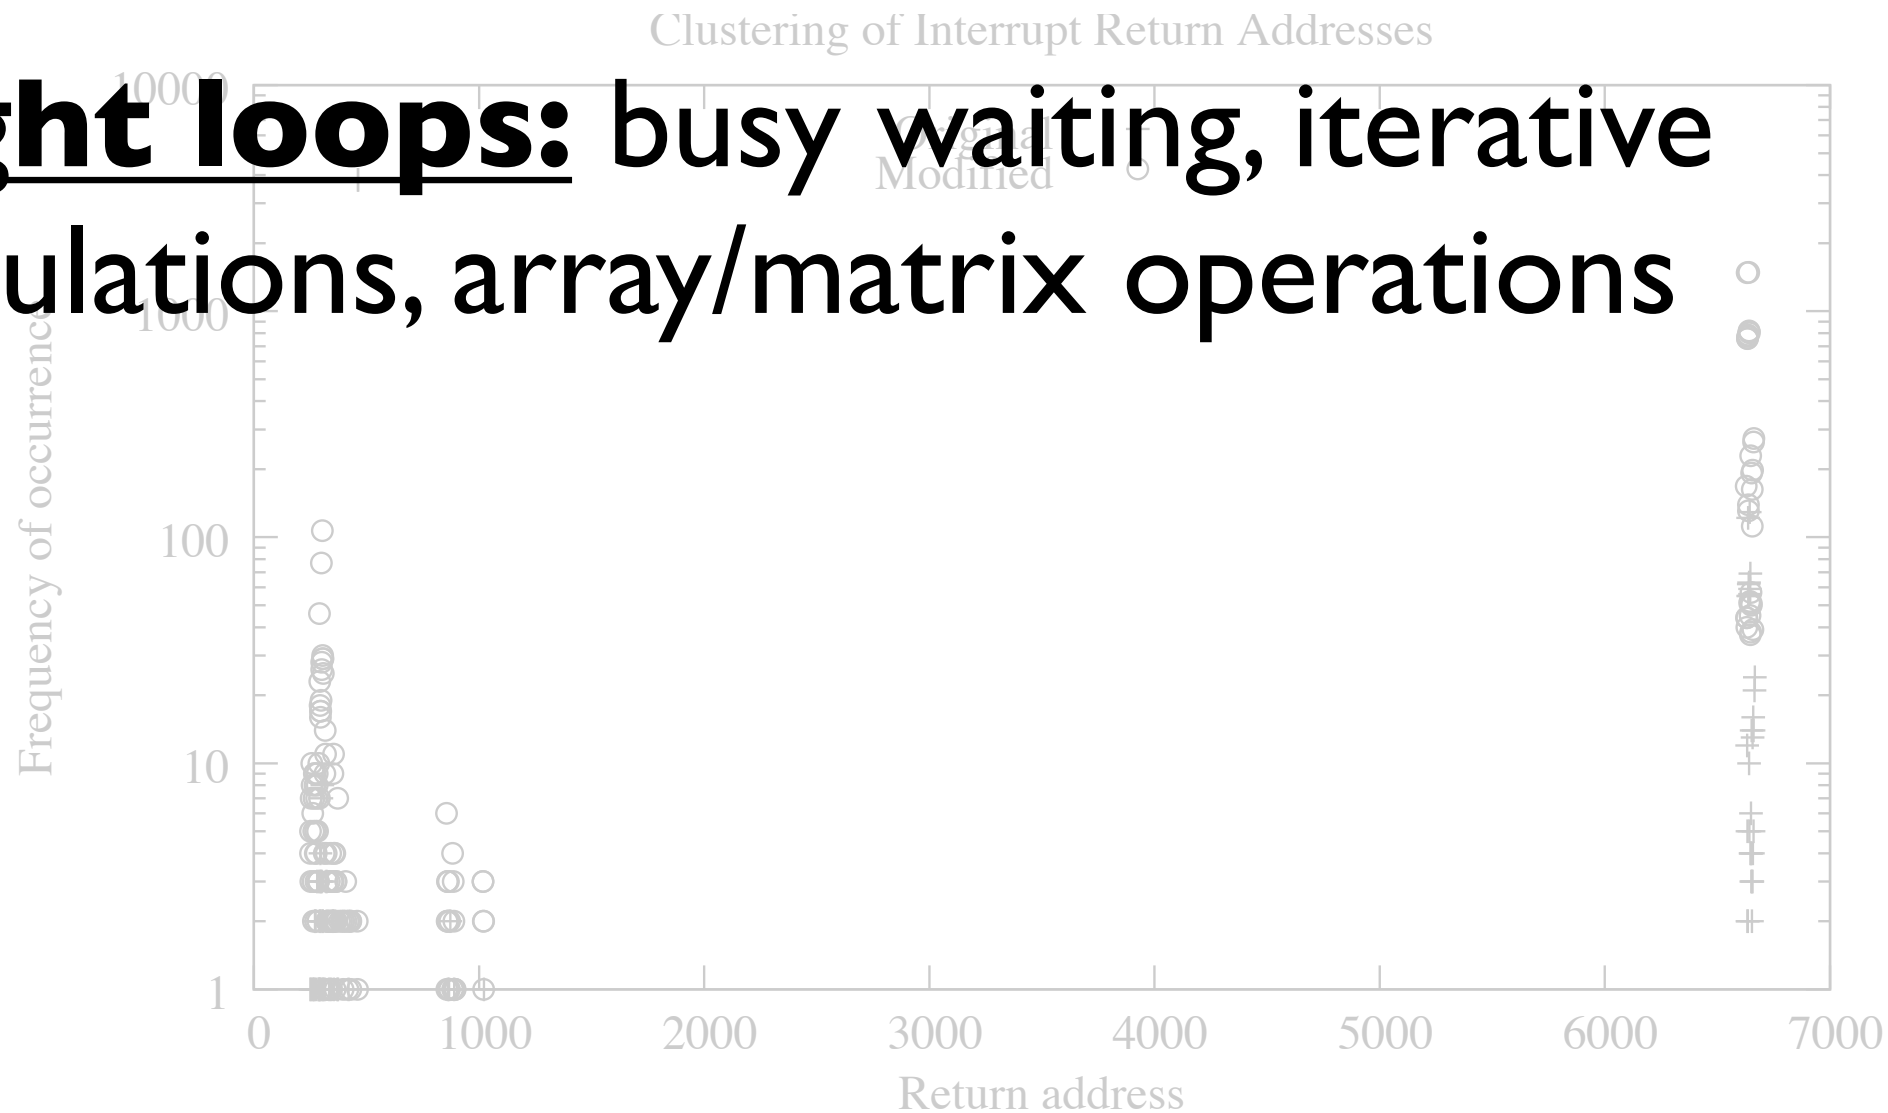 Clustering of Interrupt Return Addresses
ght loops: busy waiting, iterative
ulations, array/matrix operations
Original
Modified
10000
1000
100
10
1
Frequency of occurrence
0 1000 2000 3000 4000 5000 6000 7000
Return address